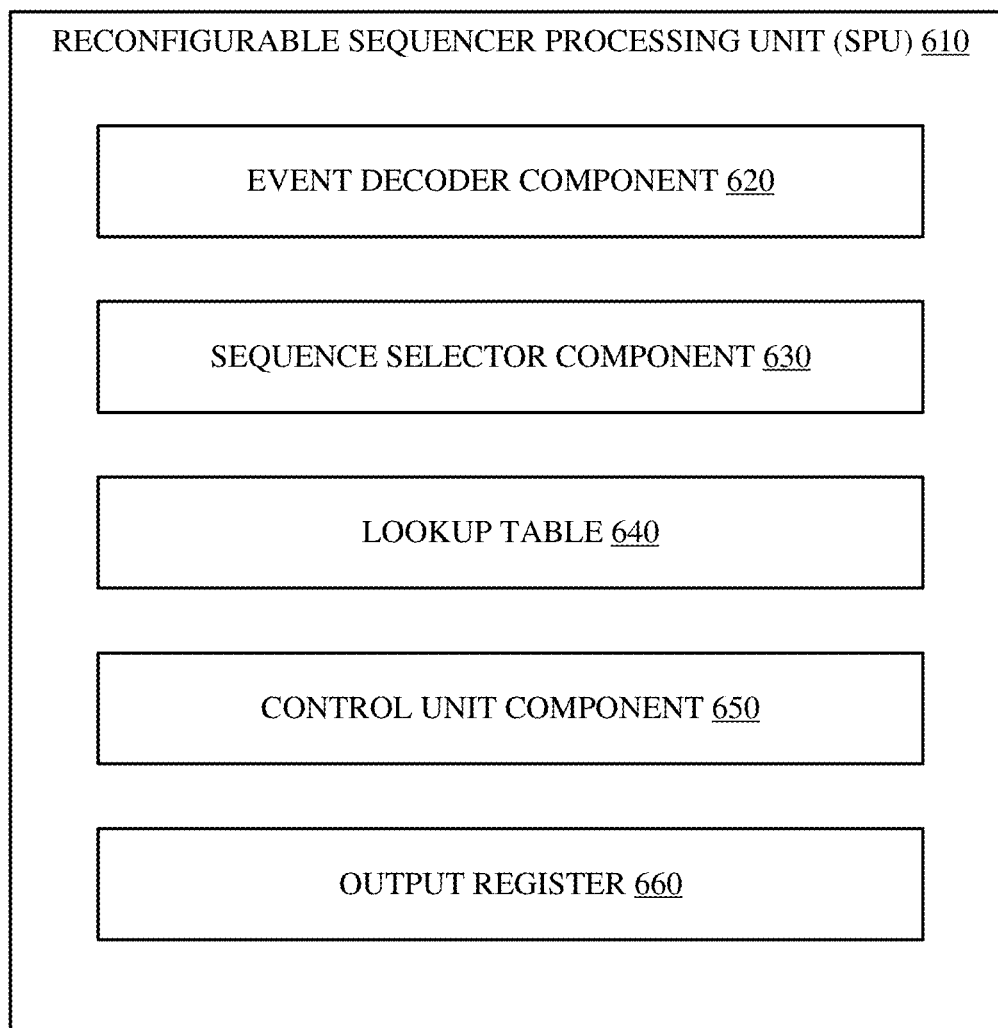 RECONFIGURABLE SEQUENCER PROCESSING UNIT (SPU) 610
EVENT DECODER COMPONENT 620
SEQUENCE SELECTOR COMPONENT 630
LOOKUP TABLE 640
CONTROL UNIT COMPONENT 650
OUTPUT REGISTER 660